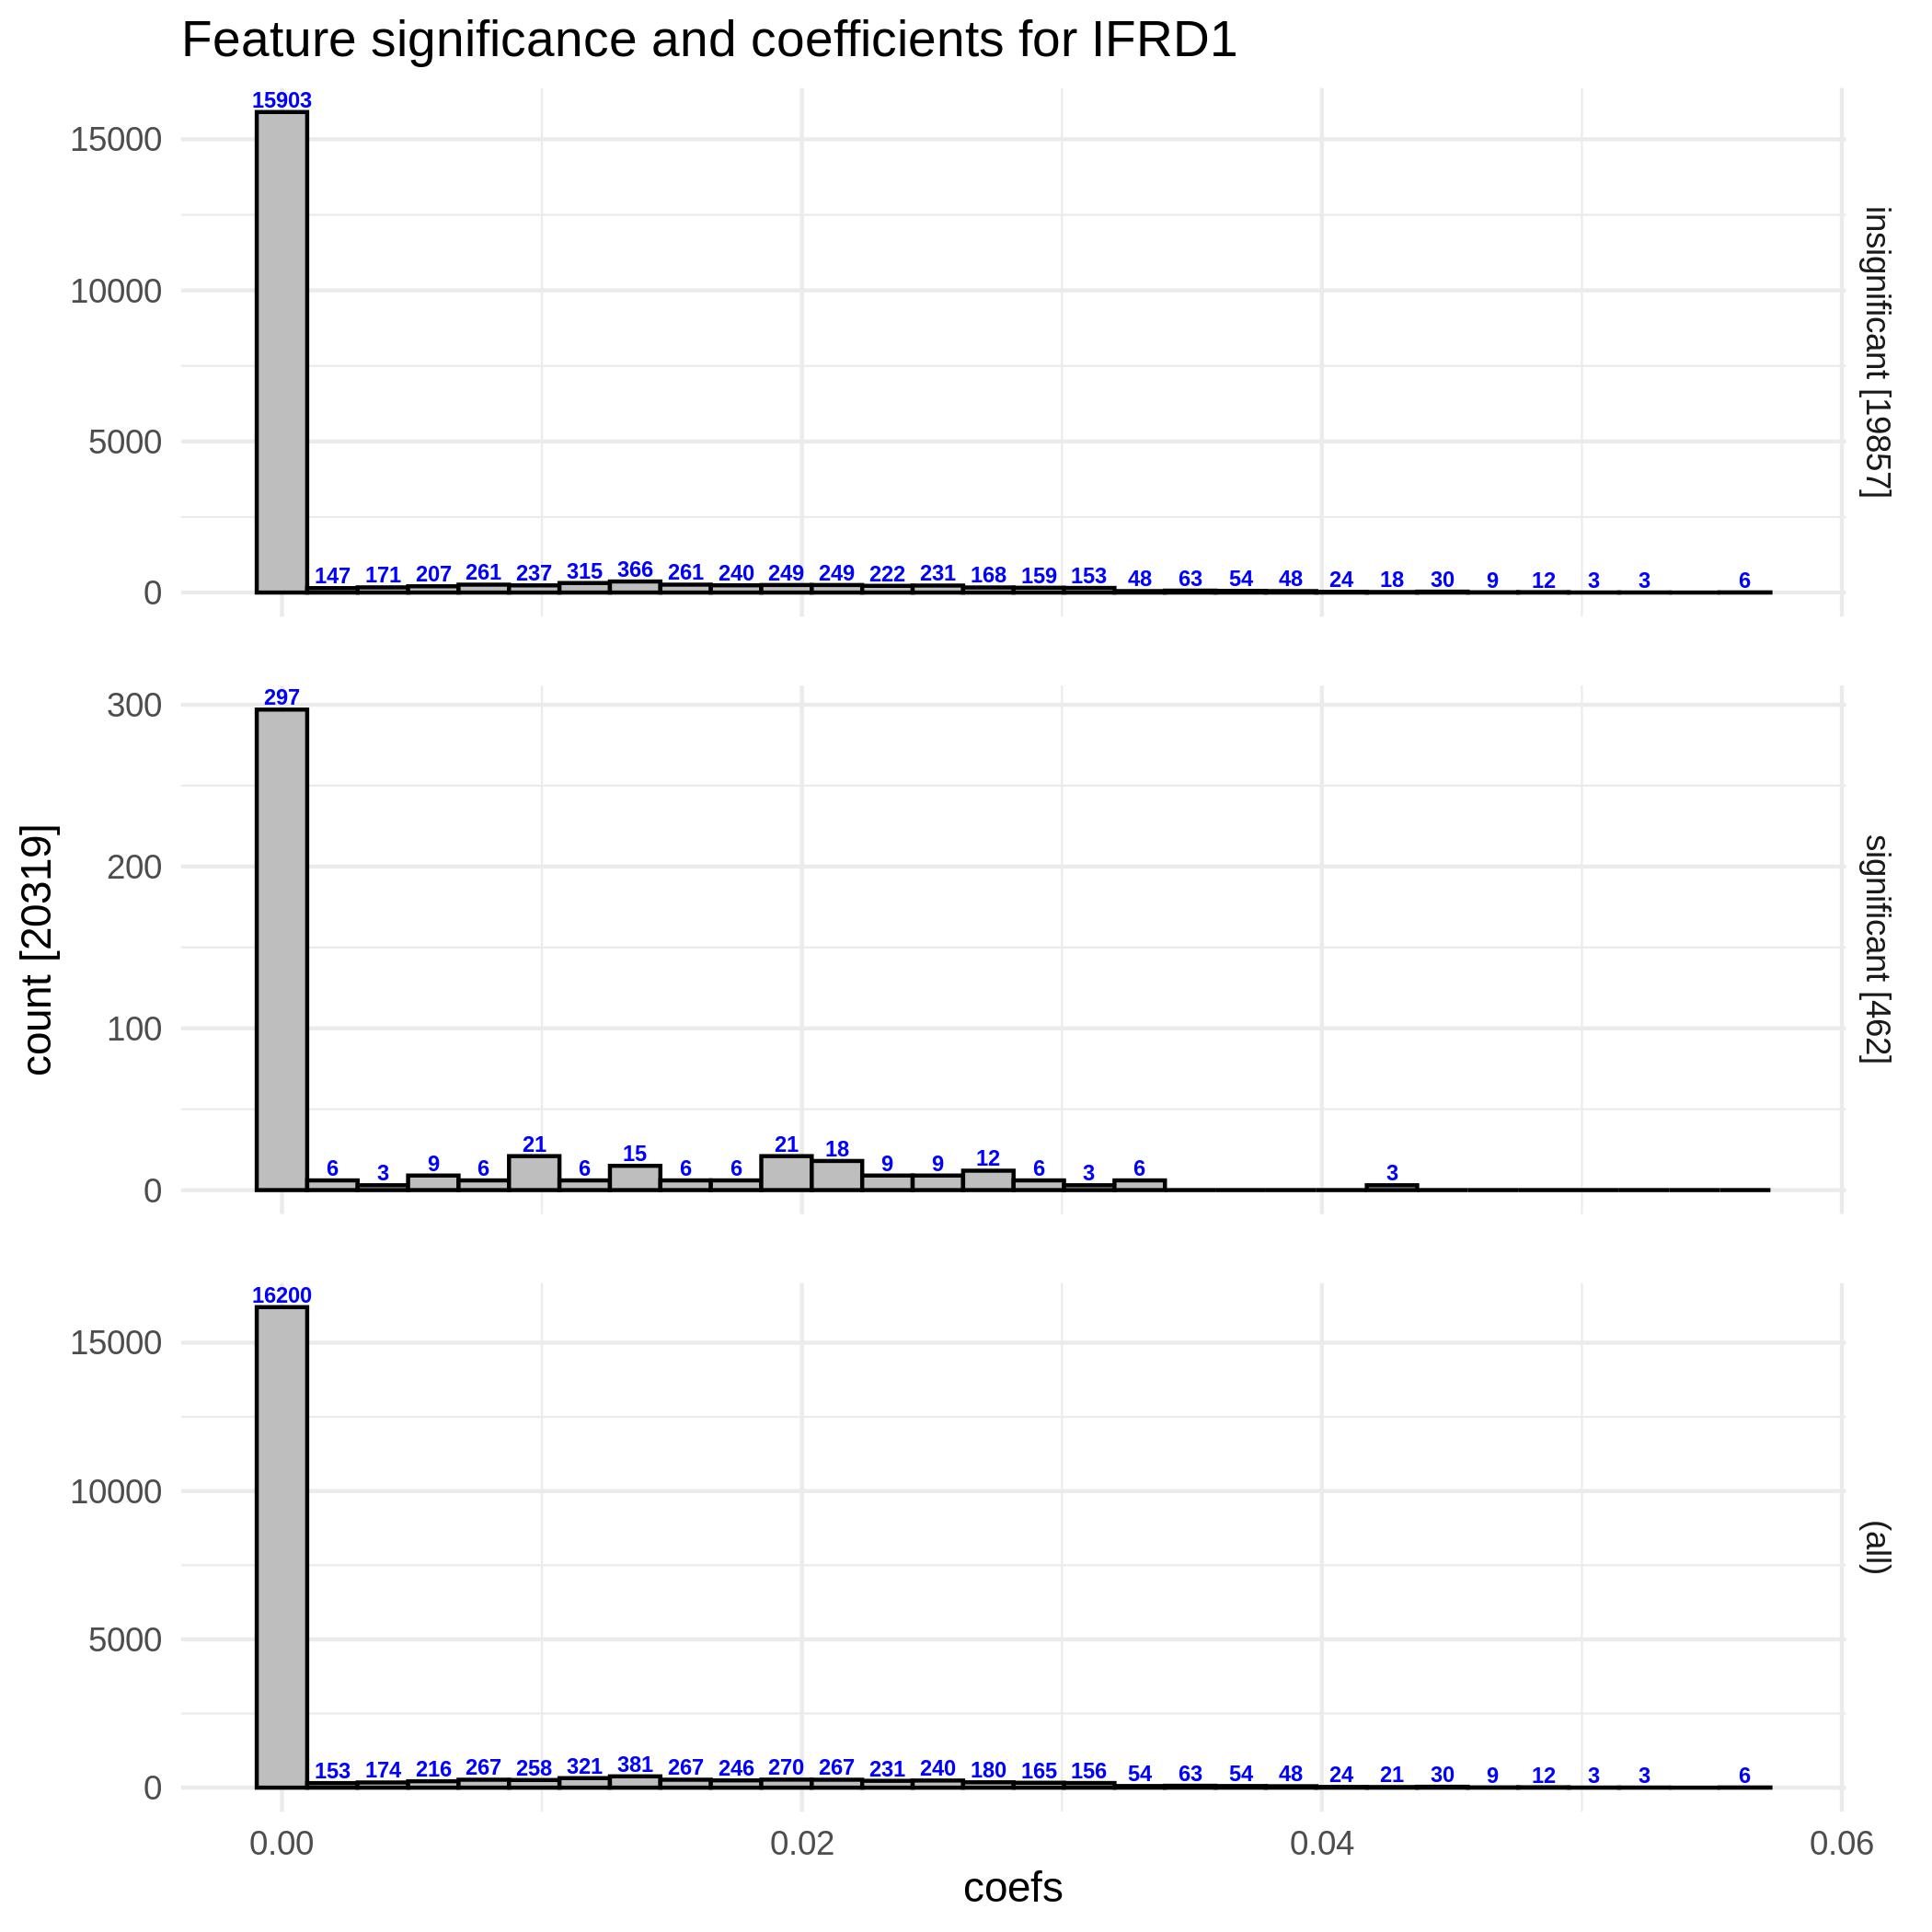 Feature significance and coefficients for IFRD1
15903
15000
10000
5000
0
147 171 207 261 237 315 366 261 240 249 249 222 231 168 159 153 48 63 54 48 24 18 30 9 12 3 3 6
insignificant [19857]
count [20319]
297
300
200
100
0
6 3 9 6 21 6 15 6 6 21 18 9 9 12 6 3 6 3
significant [462]
16200
15000
10000
5000
0
153 174 216 267 258 321 381 267 246 270 267 231 240 180 165 156 54 63 54 48 24 21 30 9 12 3 3 6
(all)
0.00 0.02 0.04 0.06
coefs